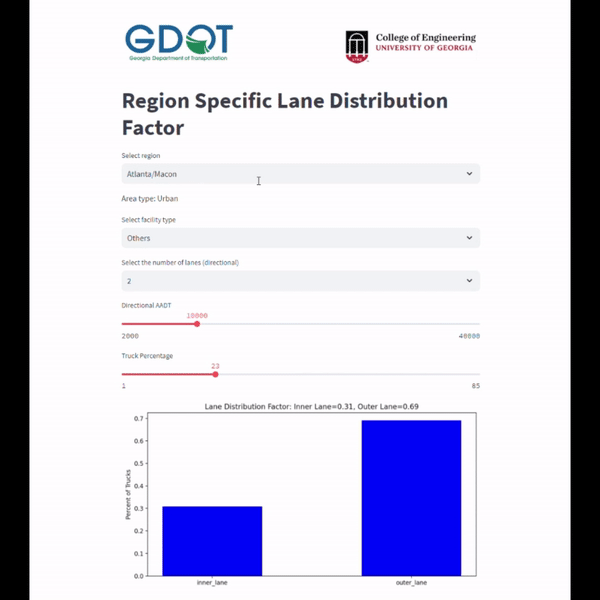 GDOT
Georgia Department of Transportation
College of Engineering
UNIVERSITY OF GEORGIA
1785
Region Specific Lane Distribution
Factor
Select region
Atlanta/Macon
Area type: Urban
Select facility type
Others
Select the number of lanes (directional)
2
Directional AADT
10000
2000
40000
Truck Percentage
23
1
65
Lane Distribution Factor: Inner Lane=0.31, Outer Lane=0.69
0.7
0.6
0.5
0.4
0.3
0.2
0.1
0.0
Percent of Trucks
inner_lane
outer_lane